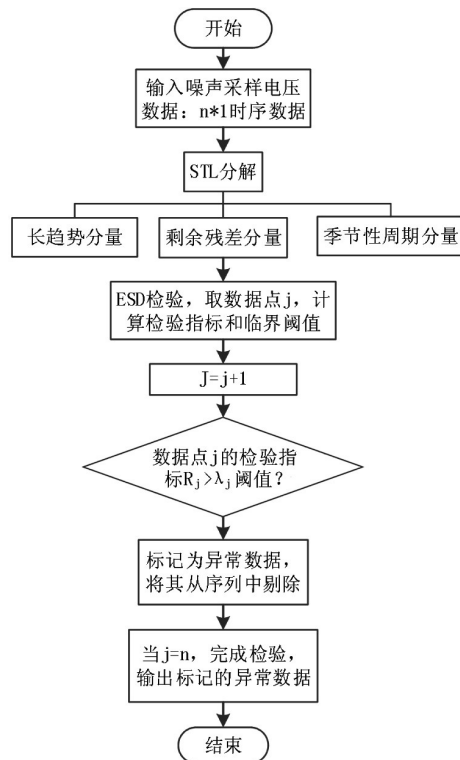 开始
输入噪声采样电压
数据：n*1时序数据
STL分解
长趋势分量
剩余残差分量
季节性周期分量
ESD检验，取数据点j，计
算检验指标和临界阈值
J=j+1
数据点j的检验指
标Rj>λj阈值?
标记为异常数据，
将其从序列中剔除
当j=n，完成检验，
输出标记的异常数据
结束